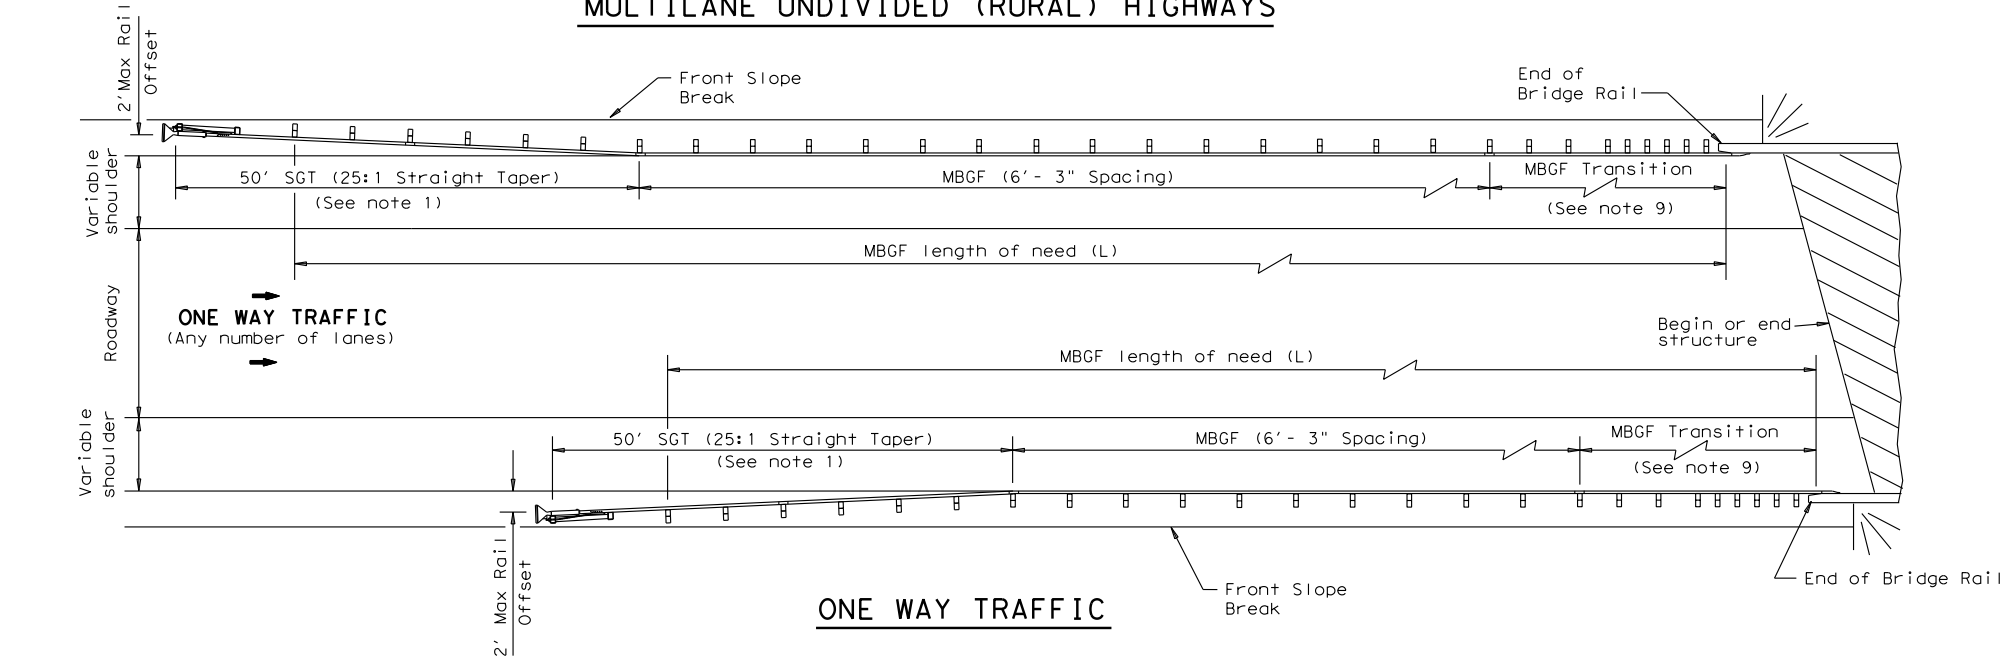 MULTILANE UNDIVIDED (RURAL) HIGHWAYS
2' Max Rail
Offset
Front Slope
Break
End of
Bridge Rail
Variable
shoulder
50' SGT (25:1 Straight Taper)
(See note 1)
MBGF (6'- 3" Spacing)
MBGF Transition
(See note 9)
MBGF length of need (L)
Roadway
ONE WAY TRAFFIC
(Any number of lanes)
Begin or end
structure
MBGF length of need (L)
Variable
shoulder
50' SGT (25:1 Straight Taper)
(See note 1)
MBGF (6'- 3" Spacing)
MBGF Transition
(See note 9)
2' Max Rail
Offset
Front Slope
Break
End of Bridge Rail
ONE WAY TRAFFIC